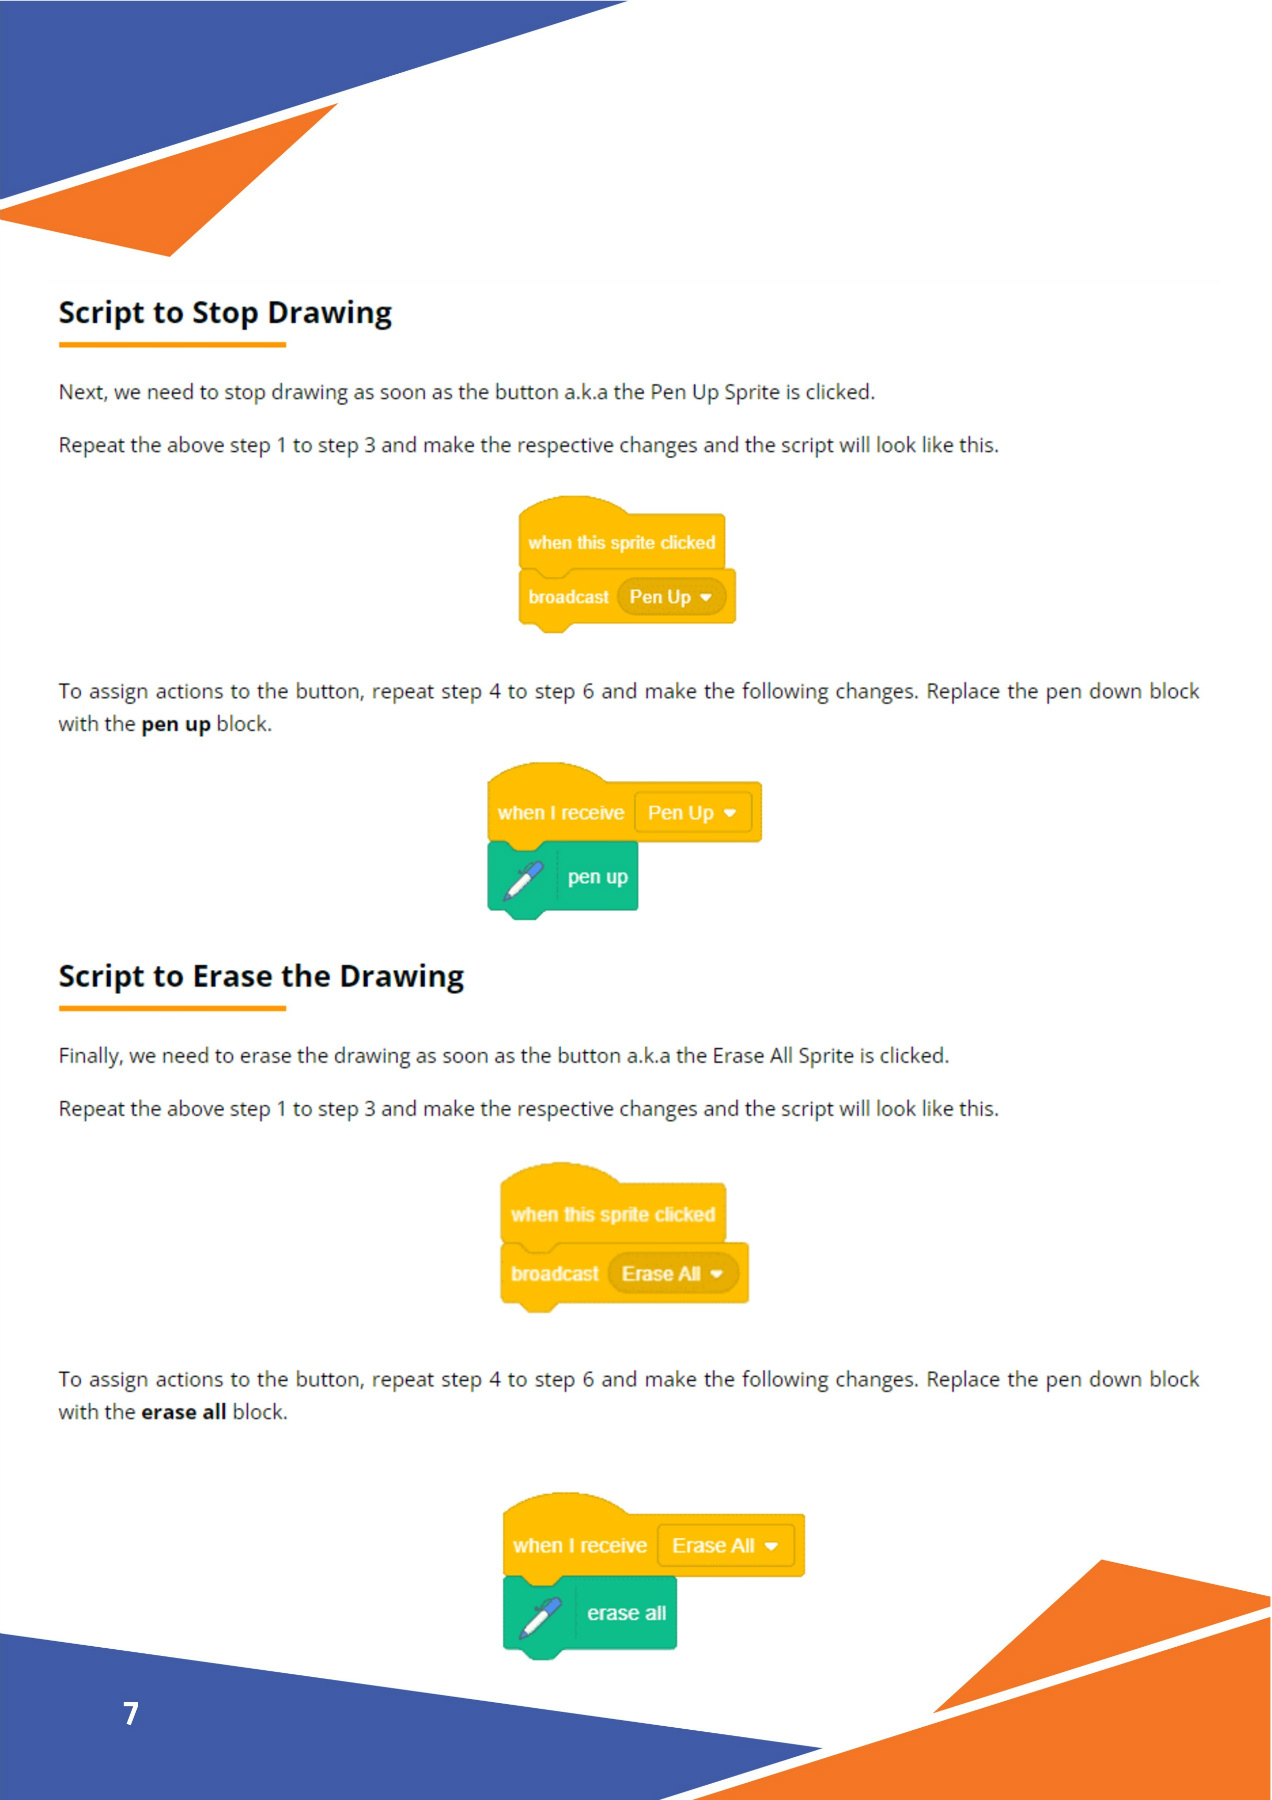 Script to Stop Drawing
Next, we need to stop drawing as soon as the button a.k.a the Pen Up Sprite is clicked.
Repeat the above step 1 to step 3 and make the respective changes and the script will look like this.
when this sprite clicked
broadcast Pen Up
To assign actions to the button, repeat step 4 to step 6 and make the following changes. Replace the pen down block
with the pen up block.
when I receive Pen Up
pen up
Script to Erase the Drawing
Finally, we need to erase the drawing as soon as the button a.k.a the Erase All Sprite is clicked.
Repeat the above step 1 to step 3 and make the respective changes and the script will look like this.
when this sprite clicked
broadcast Erase All
To assign actions to the button, repeat step 4 to step 6 and make the following changes. Replace the pen down block
with the erase all block.
when I receive Erase All
erase all
7